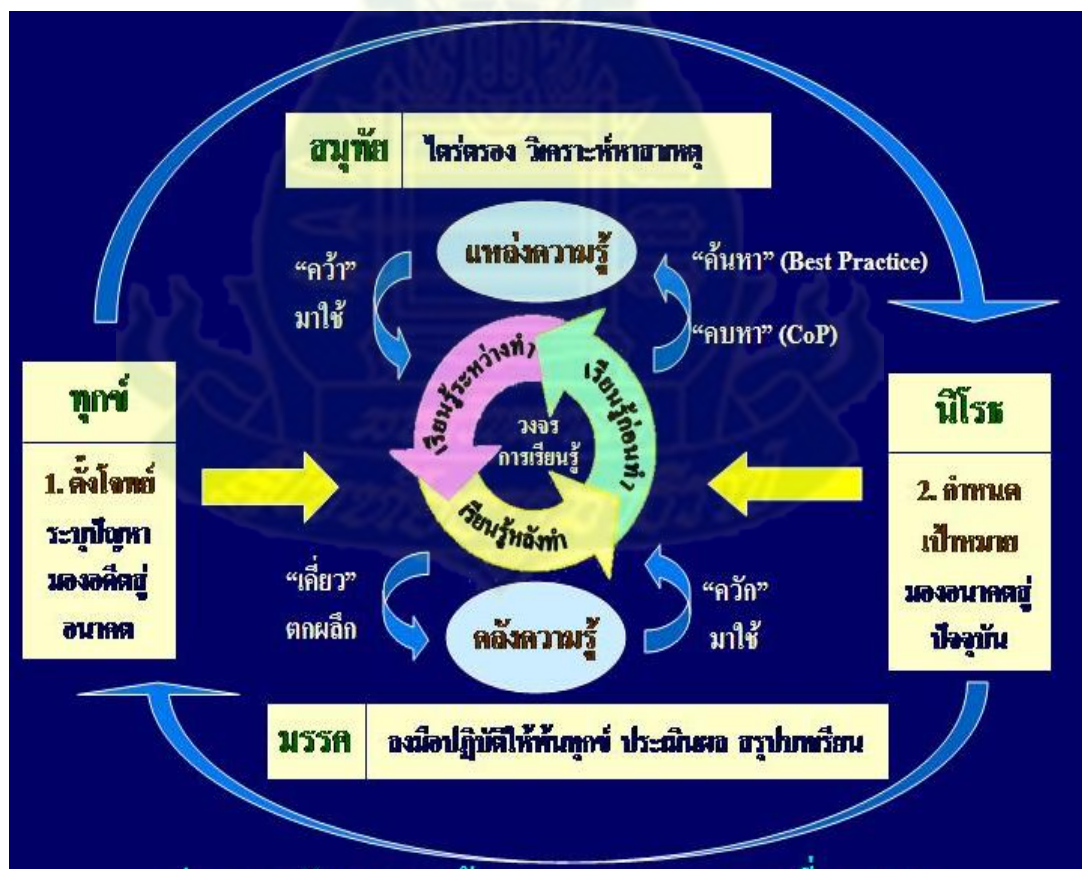 สมุทัย
ไตร่ตรอง วิเคราะห์หาสาเหตุ
แหล่งความรู้
“คว้า”
มาใช้
“ค้นหา” (Best Practice)
“คบหา” (CoP)
เรียนรู้ระหว่างทำ
เรียนรู้ก่อนทำ
เรียนรู้หลังทำ
วงจร
การเรียนรู้
ทุกข์
1. ตั้งโจทย์
ระบุปัญหา
มองอดีตสู่
อนาคต
นิโรธ
2. กำหนด
เป้าหมาย
มองอนาคตสู่
ปัจจุบัน
“เคี่ยว”
ตกผลึก
คลังความรู้
“ควัก”
มาใช้
มรรค
ลงมือปฏิบัติให้พ้นทุกข์ ประเมินผล สรุปบทเรียน